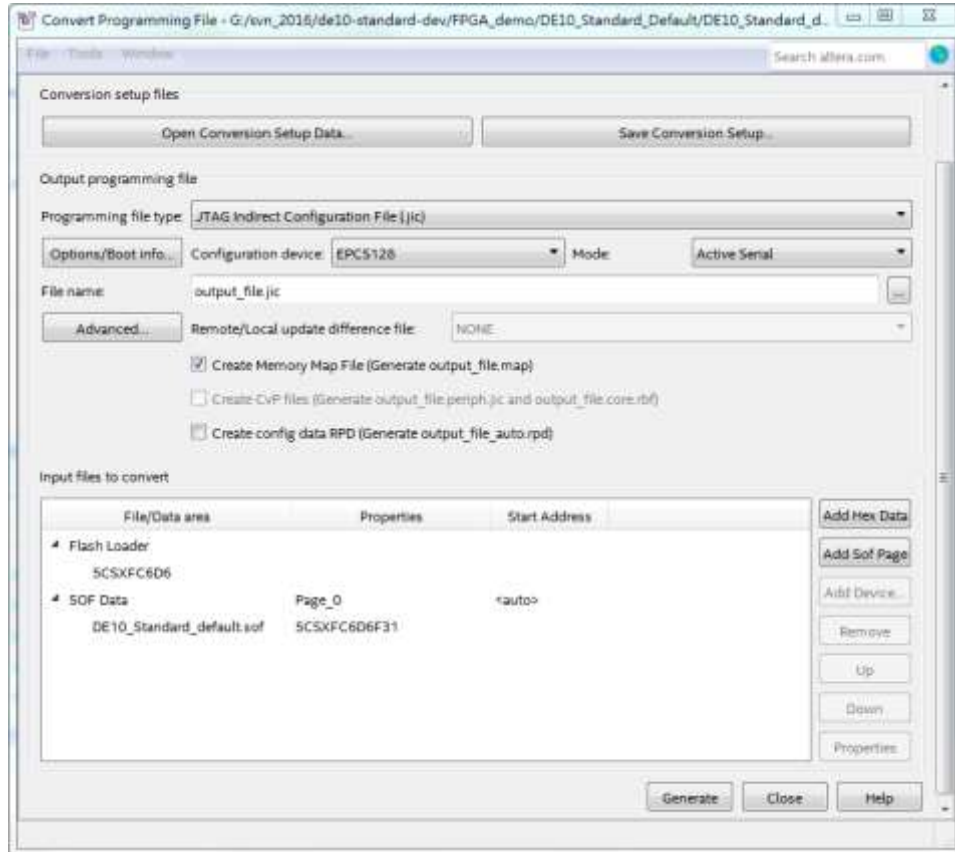 Convert Programming File - G:/svn_2016/de10-standard-dev/FPGA_demo/DE10_Standard_Default/DE10_Standard_d...
File Tools Window
Search altera.com
Conversion setup files
Open Conversion Setup Data...
Save Conversion Setup...
Output programming file
Programming file type: JTAG Indirect Configuration File (.jic)
Options/Boot info... Configuration device: EPCS128 Mode: Active Serial
File name: output_file.jic ...
Advanced... Remote/Local update difference file: NONE
Create Memory Map File (Generate output_file.map)
Create CvP files (Generate output_file.periph.jic and output_file.core.rbf)
Create config data RPD (Generate output_file_auto.rpd)
Input files to convert
File/Data area Properties Start Address
Add Hex Data
Flash Loader
Add Sof Page
5CSXFC6D6
SOF Data Page_0 <auto>
Add Device...
DE10_Standard_default.sof 5CSXFC6D6F31
Remove
Up
Down
Properties
Generate Close Help